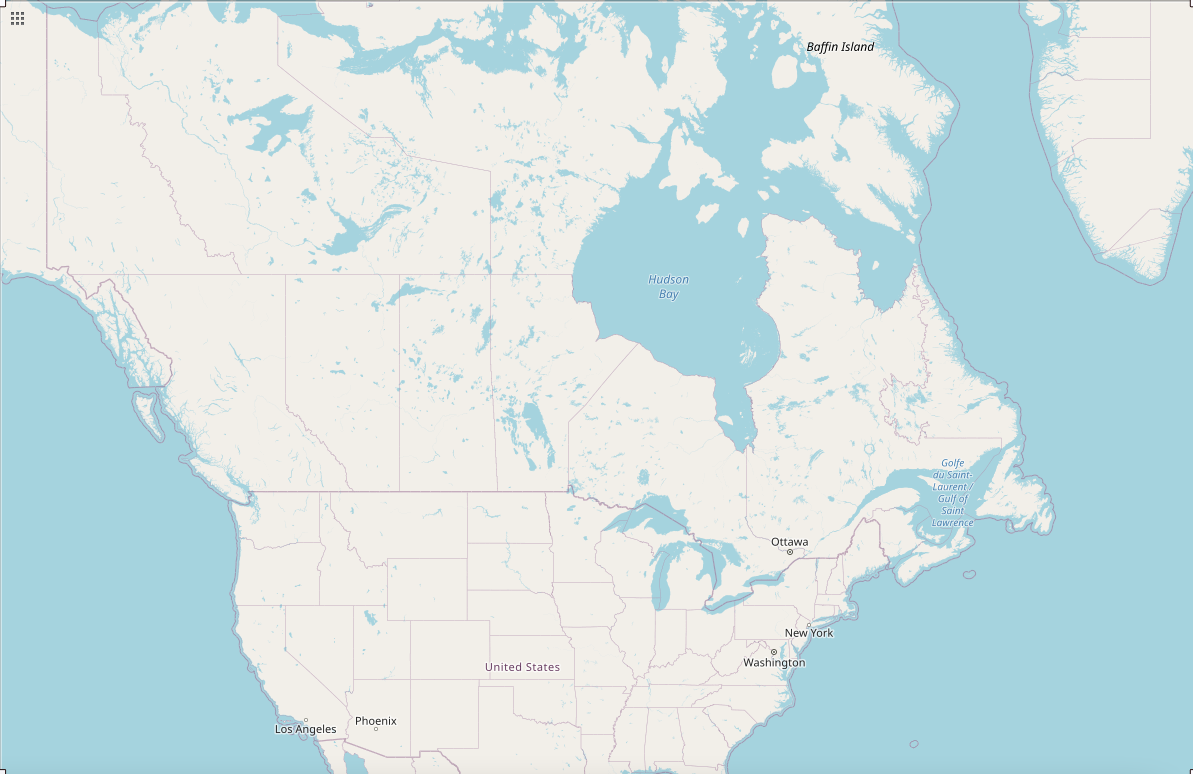 Baffin Island
Hudson
Bay
Golfe
du Saint-
Laurent /
Gulf of
Saint
Lawrence
Ottawa
New York
Washington
United States
Phoenix
Los Angeles